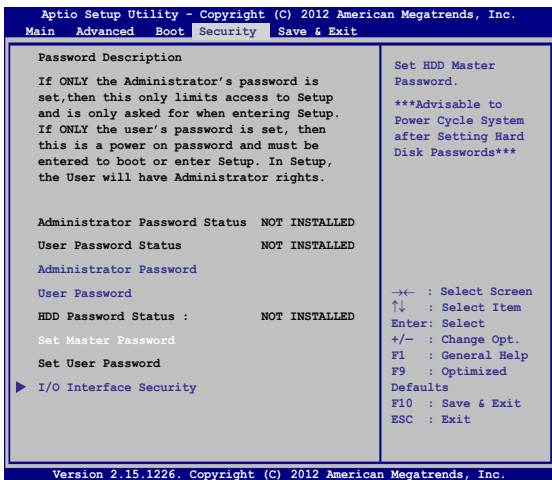 Aptio Setup Utility - Copyright (C) 2012 American Megatrends, Inc.
Main Advanced Boot Security Save & Exit
Password Description
If ONLY the Administrator's password is
set,then this only limits access to Setup
and is only asked for when entering Setup.
If ONLY the user's password is set, then
this is a power on password and must be
entered to boot or enter Setup. In Setup,
the User will have Administrator rights.
Administrator Password Status NOT INSTALLED
User Password Status NOT INSTALLED
Administrator Password
User Password
HDD Password Status : NOT INSTALLED
Set Master Password
Set User Password
I/O Interface Security
Set HDD Master
Password.
***Advisable to
Power Cycle System
after Setting Hard
Disk Passwords***
→← : Select Screen
↑↓ : Select Item
Enter: Select
+/— : Change Opt.
F1 : General Help
F9 : Optimized
Defaults
F10 : Save & Exit
ESC : Exit
Version 2.15.1226. Copyright (C) 2012 American Megatrends, Inc.